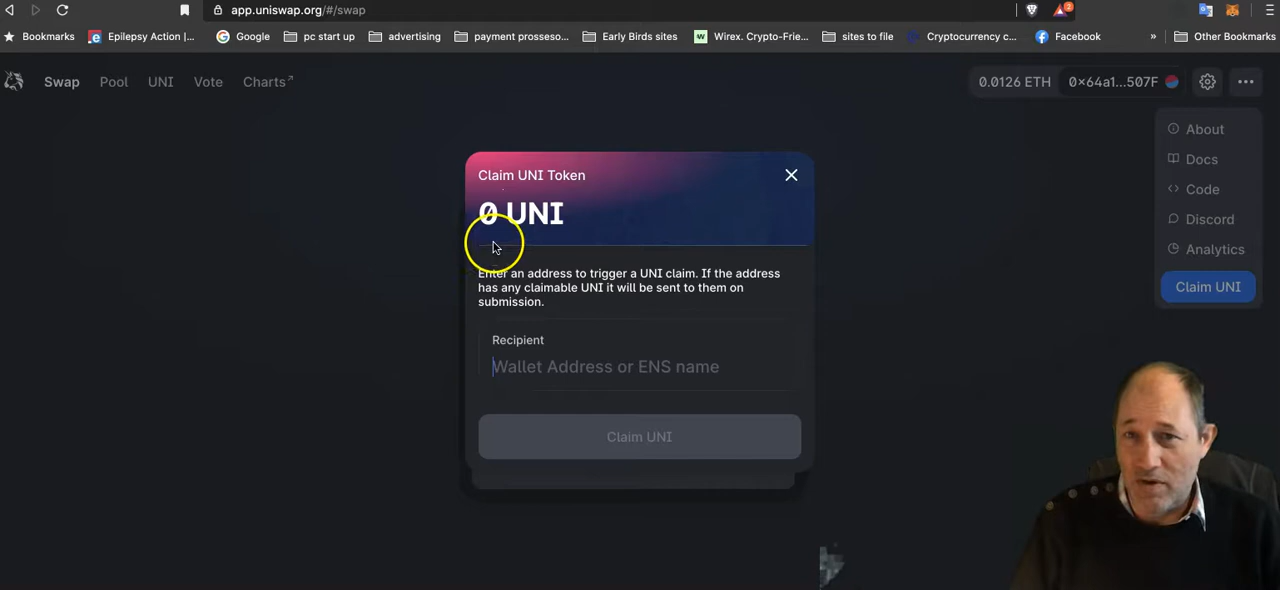 app.uniswap.org/#/swap
2
Bookmarks
Epilepsy Action |...
Google
pc start up
advertising
payment prosseso...
Early Birds sites
Wirex. Crypto-Frie...
sites to file
Cryptocurrency c...
Facebook
»
Other Bookmarks
Swap
Pool
UNI
Vote
Charts↗
0.0126 ETH
0×64a1...507F
About
Docs
Code
Discord
Analytics
Claim UNI
Claim UNI Token
0 UNI
Enter an address to trigger a UNI claim. If the address
has any claimable UNI it will be sent to them on
submission.
Recipient
Wallet Address or ENS name
Claim UNI